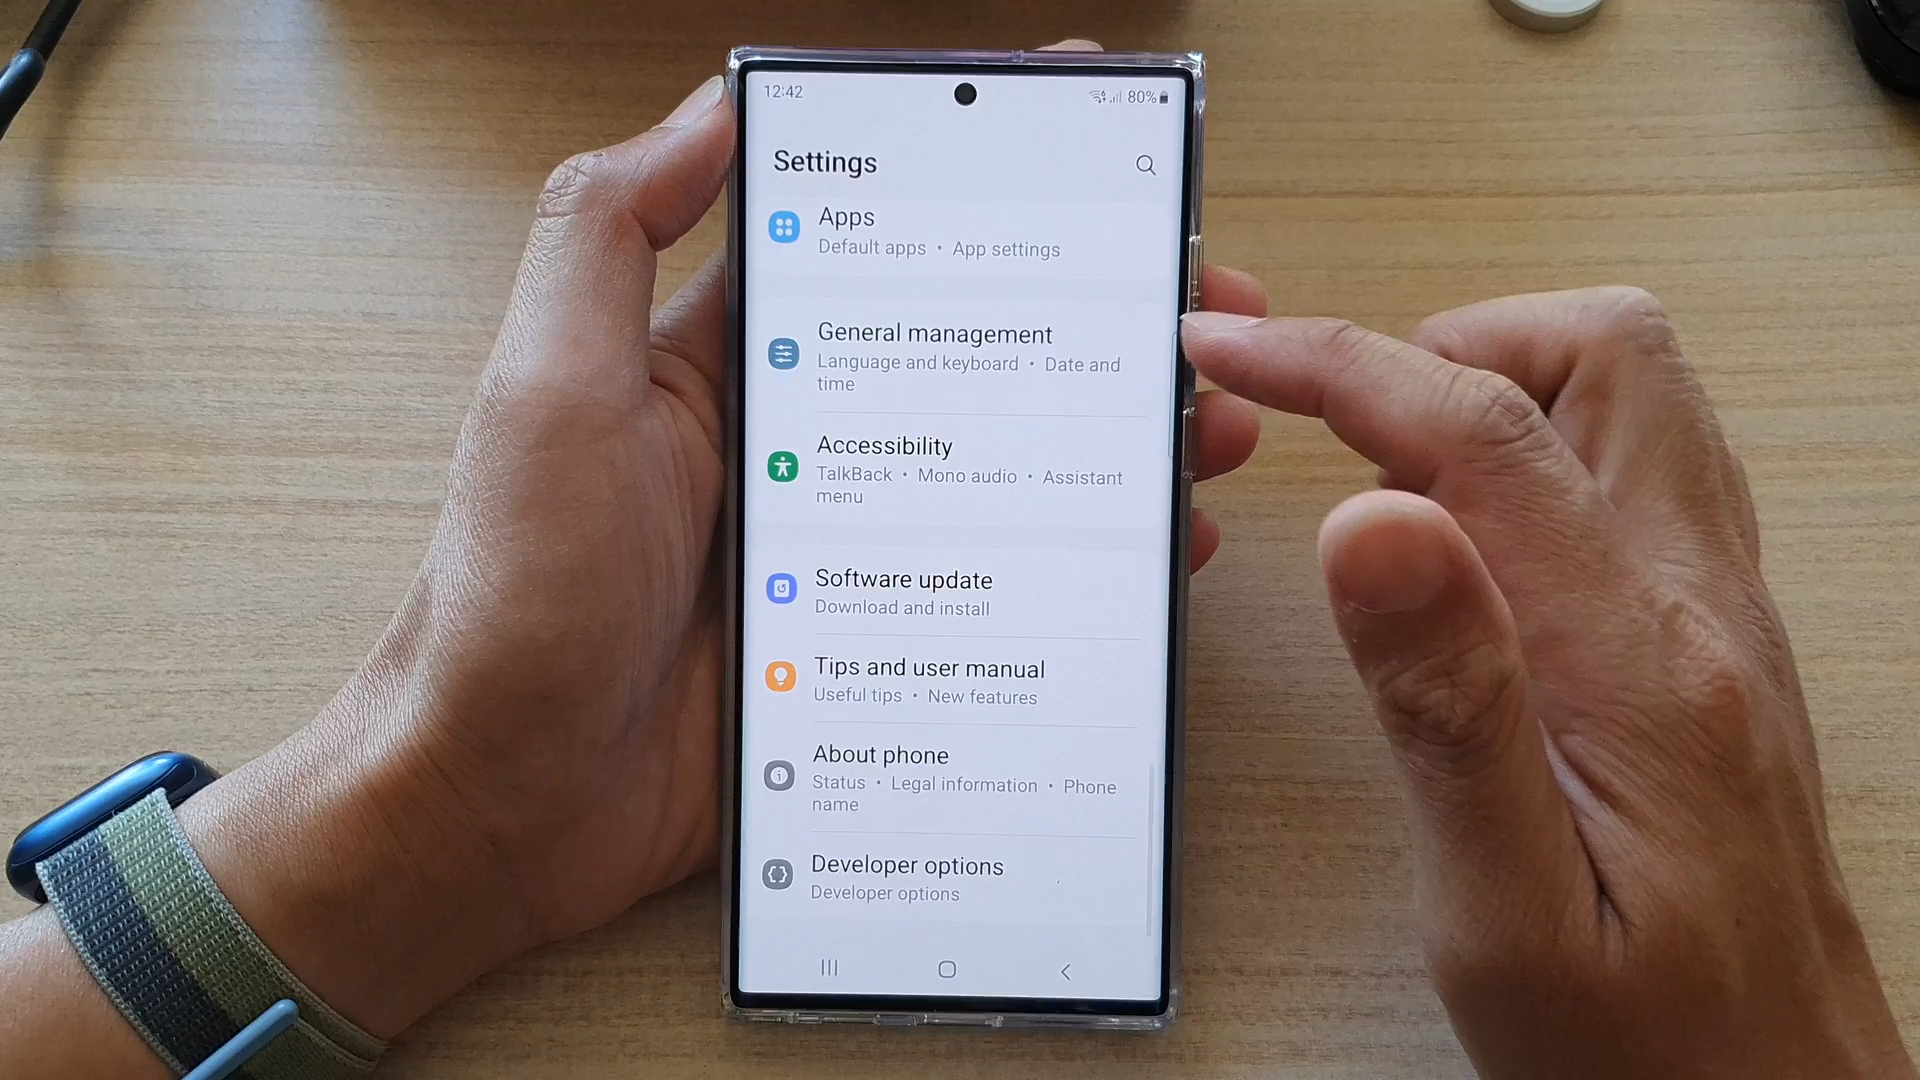 12:42
80%
Settings
Apps
Default apps • App settings
General management
Language and keyboard • Date and
time
Accessibility
TalkBack • Mono audio • Assistant
menu
Software update
Download and install
Tips and user manual
Useful tips • New features
About phone
Status • Legal information • Phone
name
Developer options
Developer options